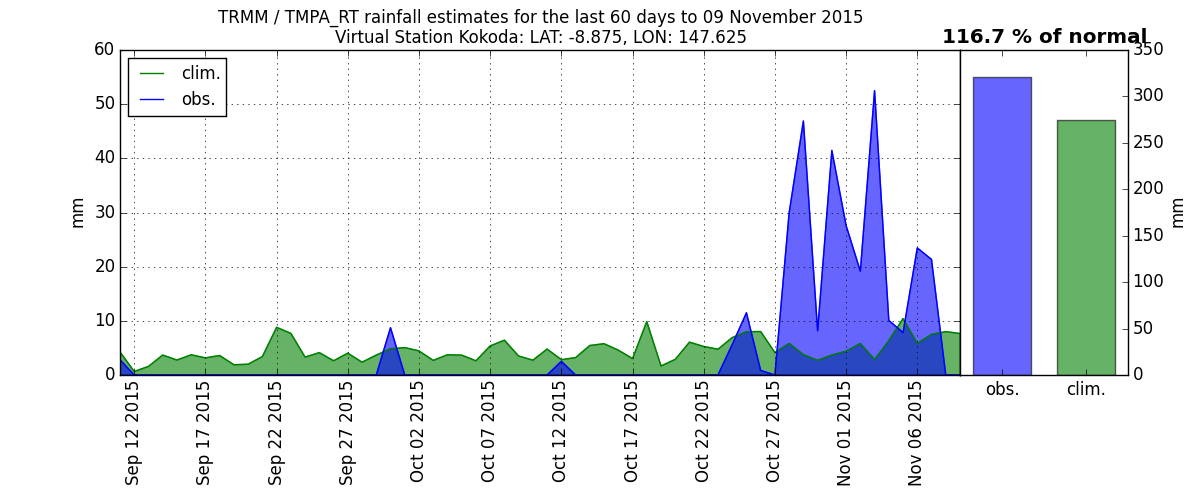 TRMM / TMPA_RT rainfall estimates for the last 60 days to 09 November 2015
Virtual Station Kokoda: LAT: -8.875, LON: 147.625
116.7 % of normal
clim.
obs.
mm
60
50
40
30
20
10
0
Sep 12 2015
Sep 17 2015
Sep 22 2015
Sep 27 2015
Oct 02 2015
Oct 07 2015
Oct 12 2015
Oct 17 2015
Oct 22 2015
Oct 27 2015
Nov 01 2015
Nov 06 2015
350
300
250
200
150
100
50
0
mm
obs.
clim.